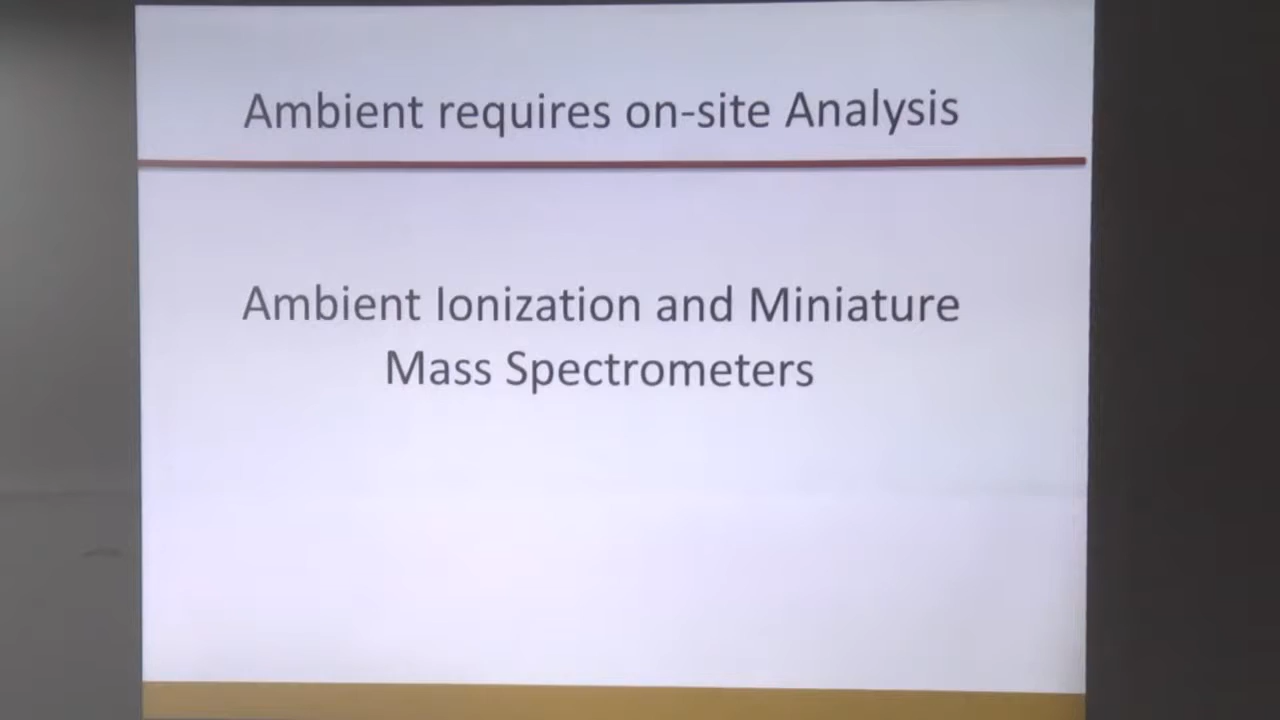 Ambient requires on-site Analysis
Ambient Ionization and Miniature
Mass Spectrometers